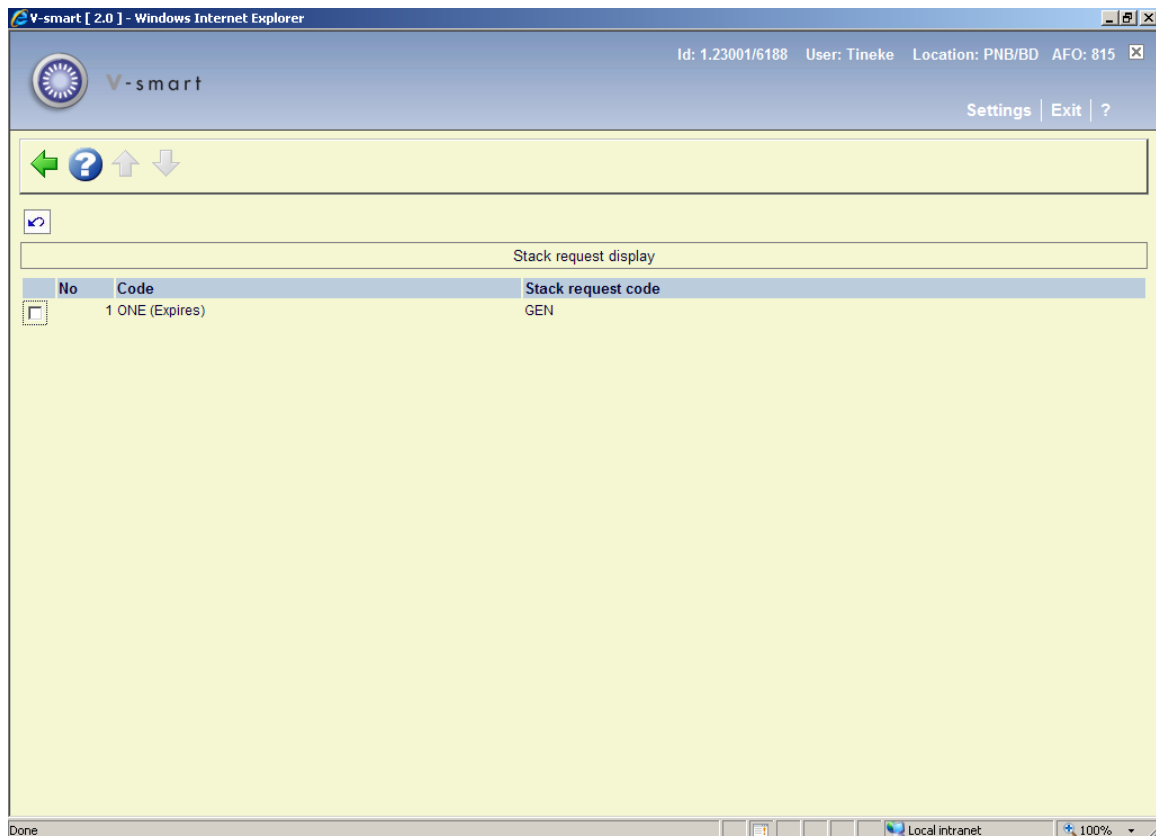 V-smart [ 2.0 ] - Windows Internet Explorer
Id: 1.23001/6188 User: Tineke Location: PNB/BD AFO: 815
V-smart
Settings | Exit | ?
?
Stack request display
No Code Stack request code
1 ONE (Expires) GEN
Done Local intranet 100%